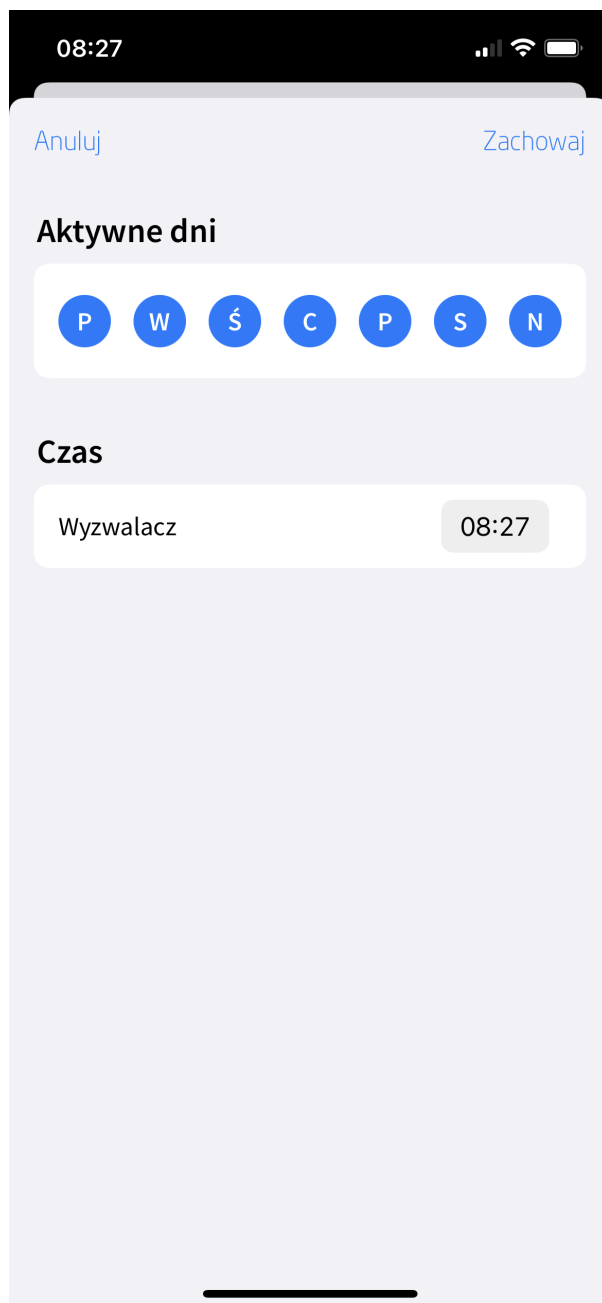 08:27
Anuluj Zachowaj
Aktywne dni
P W Ś C P S N
Czas
Wyzwalacz 08:27